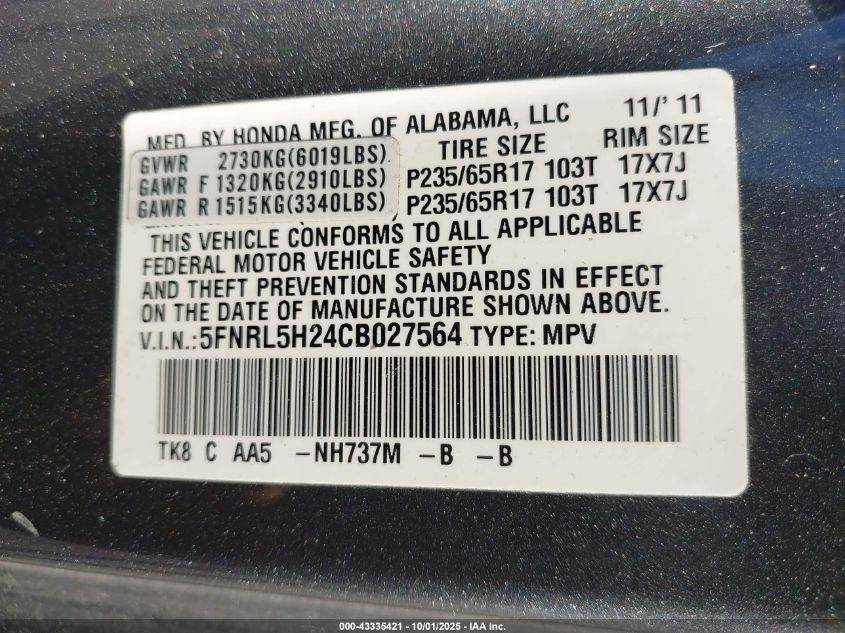 MFD. BY HONDA MFG. OF ALABAMA, LLC 11/'11
GVWR 2730KG(6019LBS). TIRE SIZE RIM SIZE
GAWR F 1320KG(2910LBS) P235/65R17 103T 17X7J
GAWR R 1515KG(3340LBS) P235/65R17 103T 17X7J
THIS VEHICLE CONFORMS TO ALL APPLICABLE
FEDERAL MOTOR VEHICLE SAFETY
AND THEFT PREVENTION STANDARDS IN EFFECT
ON THE DATE OF MANUFACTURE SHOWN ABOVE.
V.I.N.:5FNRL5H24CB027564 TYPE: MPV
TK8 C AA5 -NH737M -B -B
000-43335421 - 10/01/2025 - IAA Inc.